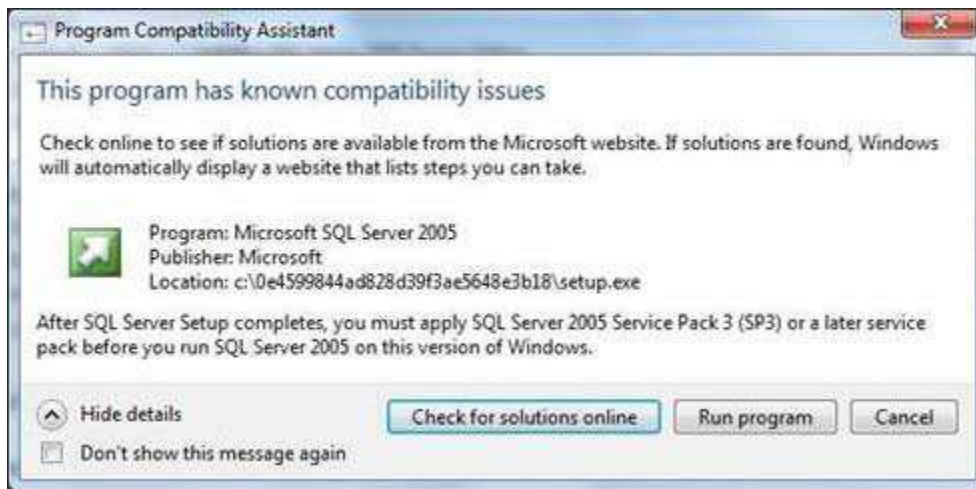 Program Compatibility Assistant
This program has known compatibility issues
Check online to see if solutions are available from the Microsoft website. If solutions are found, Windows
will automatically display a website that lists steps you can take.
Program: Microsoft SQL Server 2005
Publisher: Microsoft
Location: c:\0e4599844ad828d39f3ae5648e3b18\setup.exe
After SQL Server Setup completes, you must apply SQL Server 2005 Service Pack 3 (SP3) or a later service
pack before you run SQL Server 2005 on this version of Windows.
Hide details
Check for solutions online
Run program
Cancel
Don't show this message again